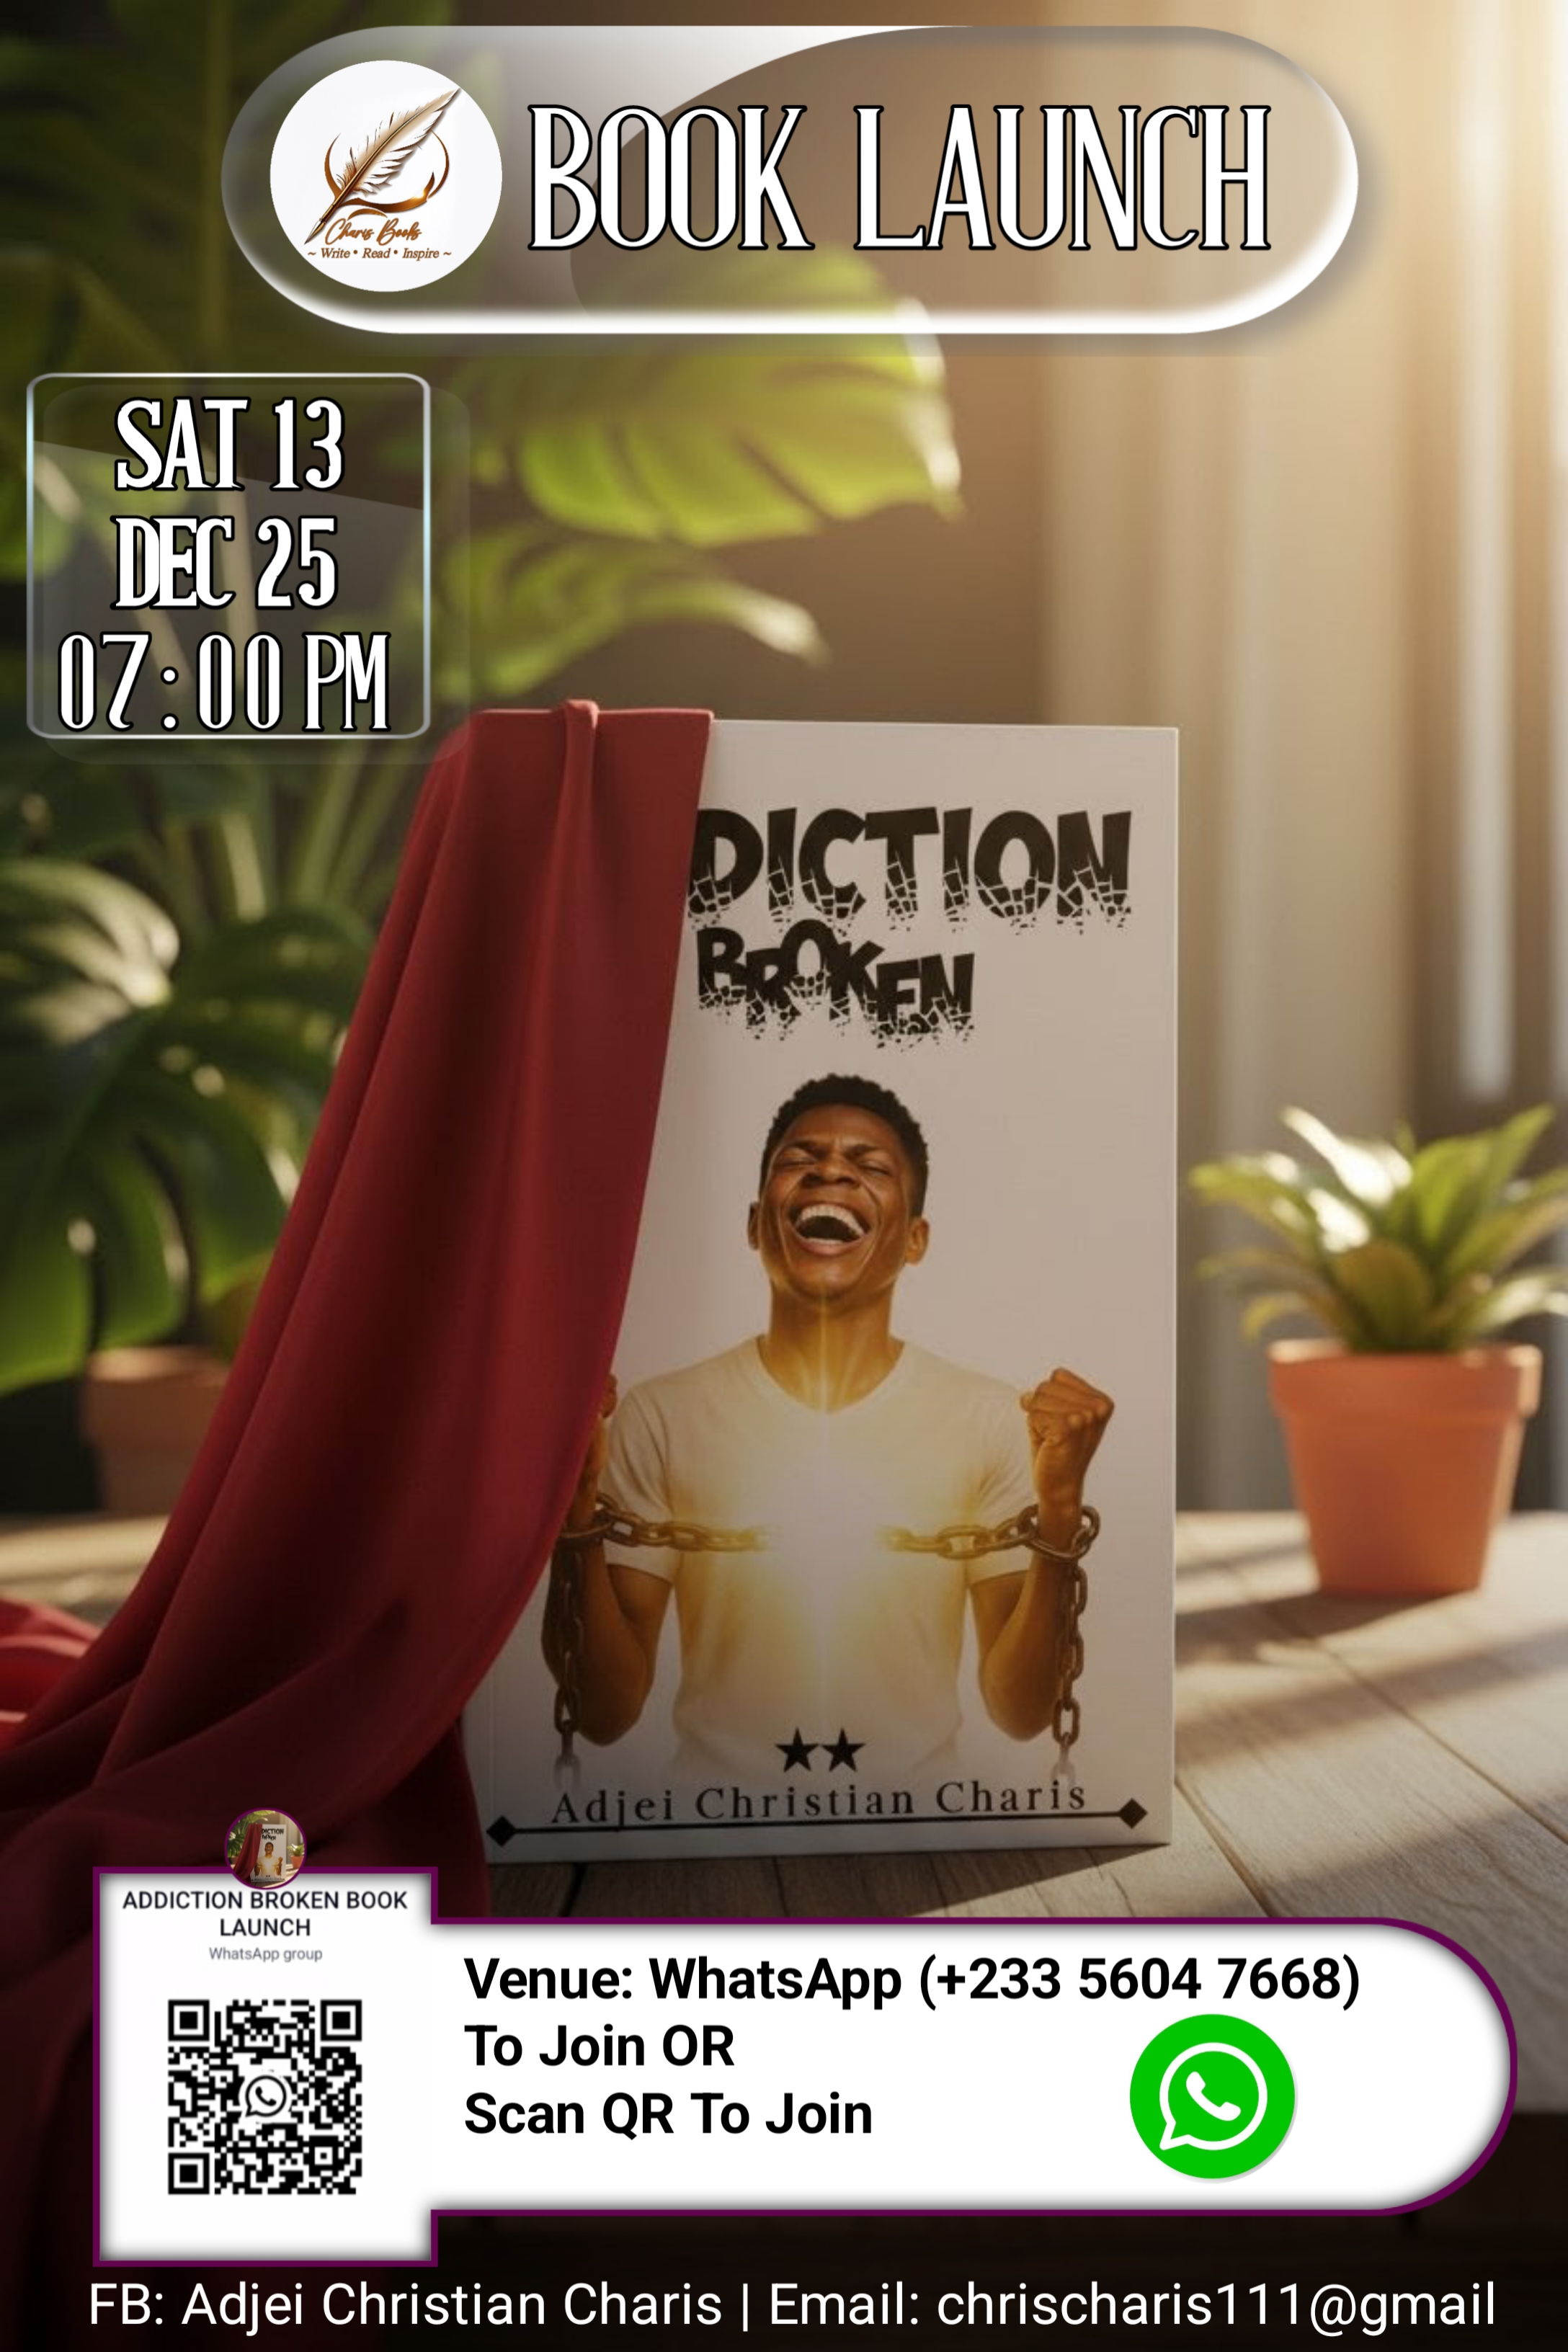 Charis Books
~ Write • Read • Inspire ~
BOOK LAUNCH
SAT 13
DEC 25
07:00 PM
DICTION
BROKEN
Adjei Christian Charis
ADDICTION BROKEN BOOK
LAUNCH
WhatsApp group
Venue: WhatsApp (+233 5604 7668)
To Join OR
Scan QR To Join
FB: Adjei Christian Charis | Email: chrischaris111@gmail